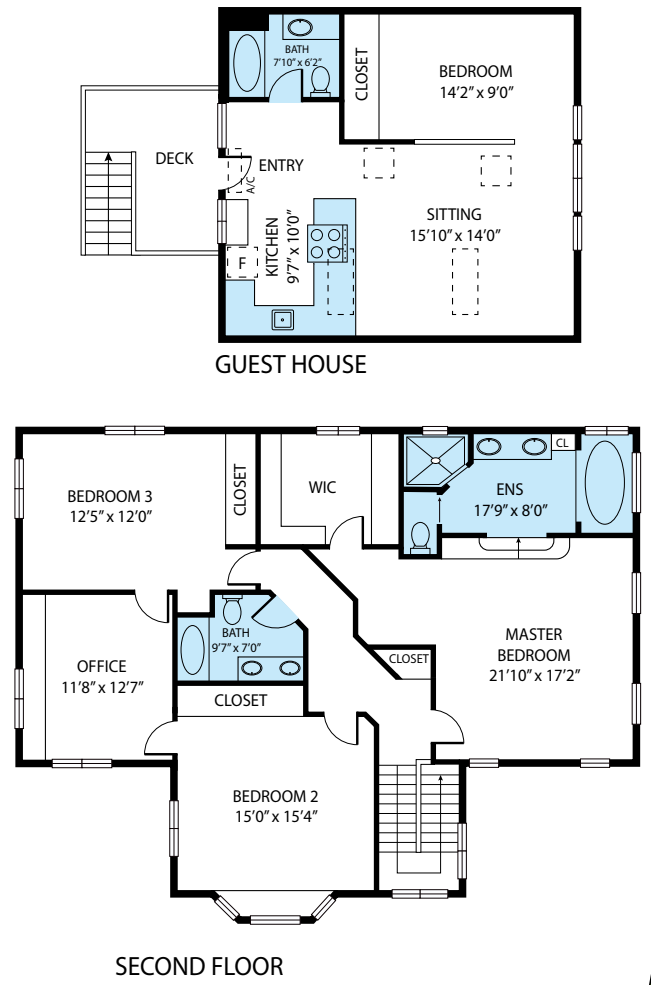 BATH
7'10" x 6'2"
CLOSET
BEDROOM
14'2" x 9'0"
DECK
ENTRY
A/C
KITCHEN
9'7" x 10'0"
F
SITTING
15'10" x 14'0"
GUEST HOUSE
BEDROOM 3
12'5" x 12'0"
CLOSET
WIC
ENS
17'9" x 8'0"
CL
OFFICE
11'8" x 12'7"
BATH
9'7" x 7'0"
CLOSET
MASTER
BEDROOM
21'10" x 17'2"
CLOSET
BEDROOM 2
15'0" x 15'4"
SECOND FLOOR